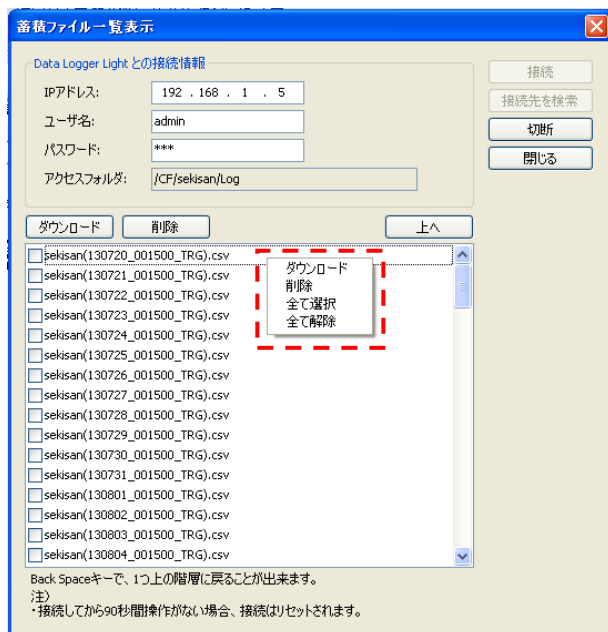 蓄積ファイル一覧表示
Data Logger Light との接続情報
IPアドレス: 192 . 168 . 1 . 5
ユーザ名: admin
パスワード: ***
アクセスフォルダ: /CF/sekisan/Log
接続
接続先を検索
切断
閉じる
ダウンロード 削除 上へ
sekisan(130720_001500_TRG).csv
sekisan(130721_001500_TRG).csv
sekisan(130722_001500_TRG).csv
sekisan(130723_001500_TRG).csv
sekisan(130724_001500_TRG).csv
sekisan(130725_001500_TRG).csv
sekisan(130726_001500_TRG).csv
sekisan(130727_001500_TRG).csv
sekisan(130728_001500_TRG).csv
sekisan(130729_001500_TRG).csv
sekisan(130730_001500_TRG).csv
sekisan(130731_001500_TRG).csv
sekisan(130801_001500_TRG).csv
sekisan(130802_001500_TRG).csv
sekisan(130803_001500_TRG).csv
sekisan(130804_001500_TRG).csv
ダウンロード
削除
全て選択
全て解除
Back Spaceキーで、1つ上の階層に戻ることが出来ます。
注)
・接続してから90秒間操作がない場合、接続はリセットされます。